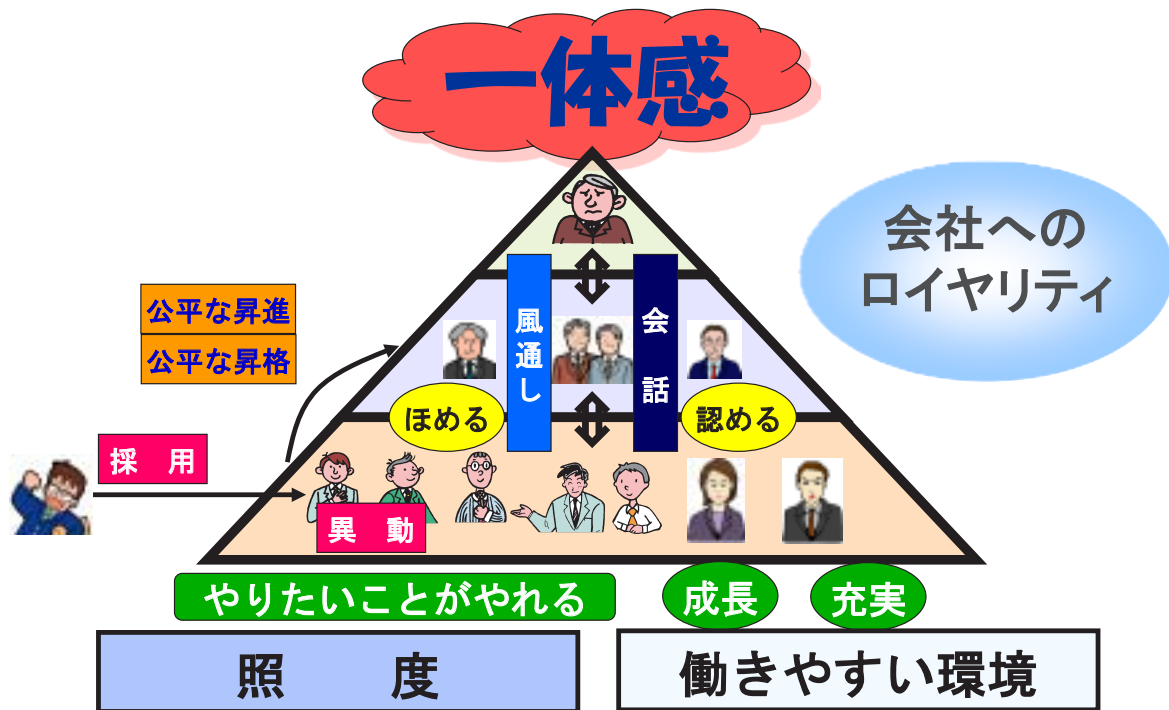 一体感
会社への
ロイヤリティ
公平な昇進
公平な昇格
風通し
会話
ほめる
認める
採用
異動
やりたいことがやれる
成長
充実
照度
働きやすい環境